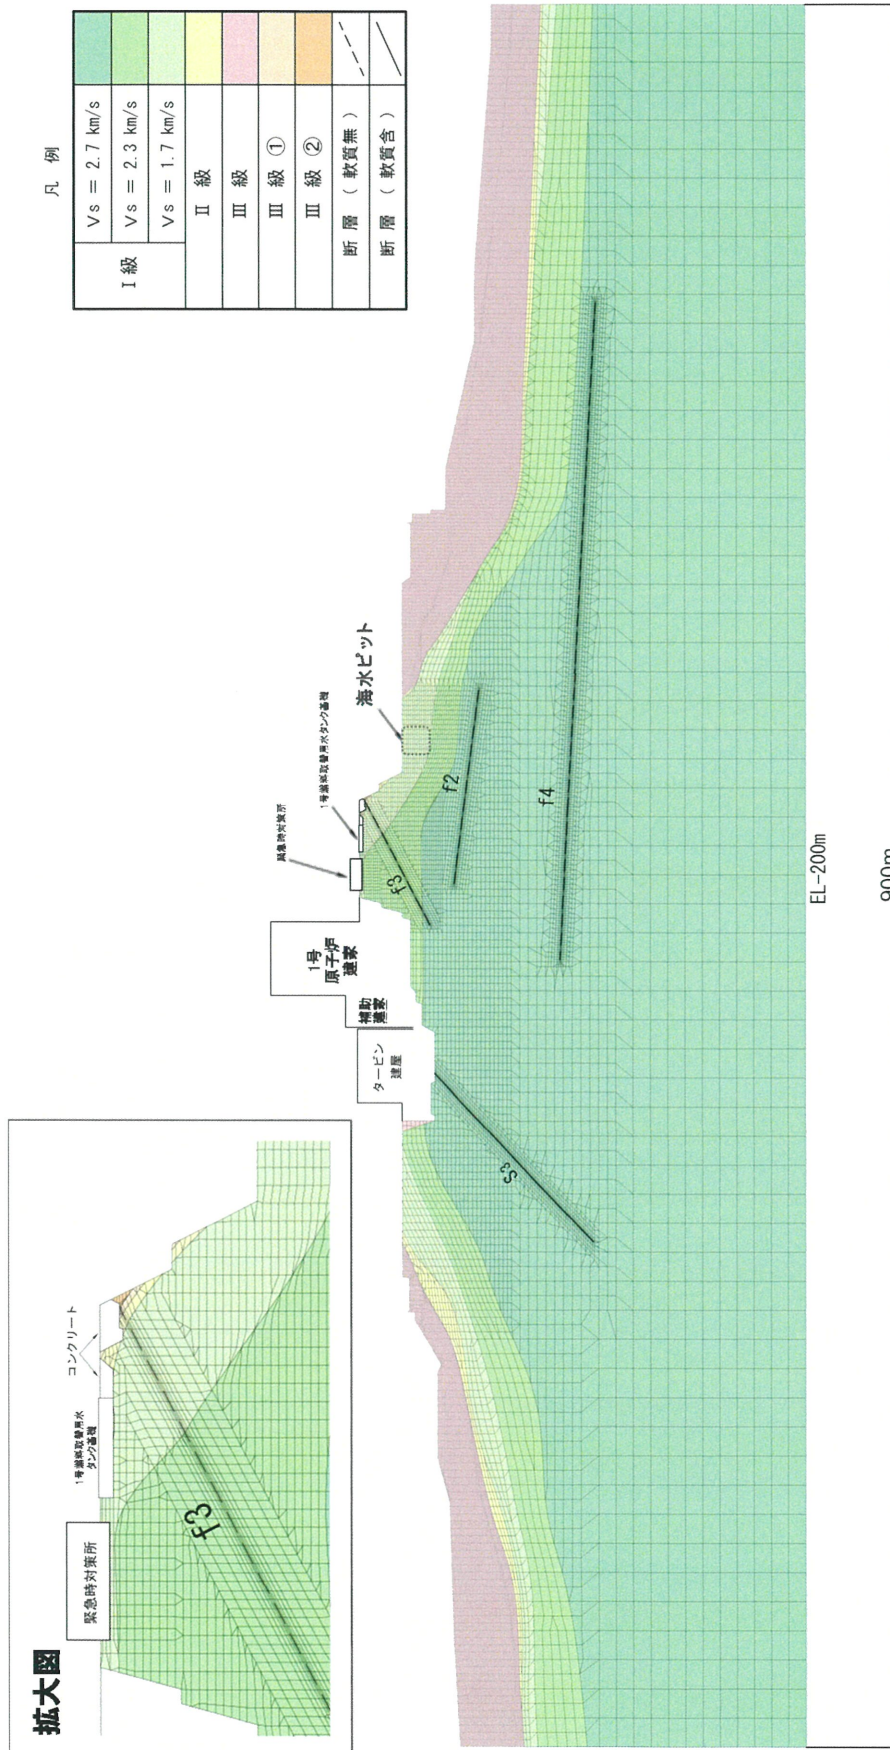 凡 例
Ⅰ 級
Vs = 2.7 km/s
Vs = 2.3 km/s
Vs = 1.7 km/s
Ⅱ 級
Ⅲ 級
Ⅲ 級 ①
Ⅲ 級 ②
断 層 ( 軟質無 )
断 層 ( 軟質含 )
拡大図
緊急時対策所
1号燃料取替用水
タンク基礎
コンクリート
f3
タービン
建屋
補助
建家
1号
原子炉
建家
緊急時対策所
1号燃料取替用水タンク基礎
海水ピット
S3
f3
f2
f4
EL-200m
900m